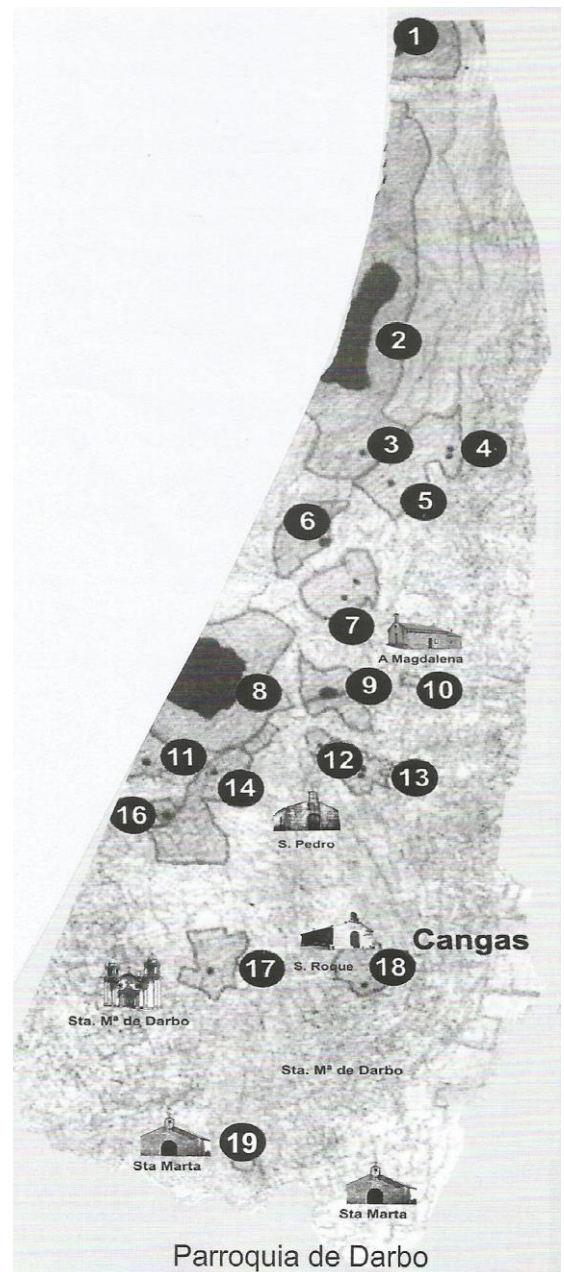 1
2
3
4
5
6
7
A Magdalena
8
9
10
11
12
13
14
16
S. Pedro
Cangas
17
S. Roque
18
Sta. Mª de Darbo
Sta. Mª de Darbo
19
Sta Marta
Sta Marta
Parroquia de Darbo